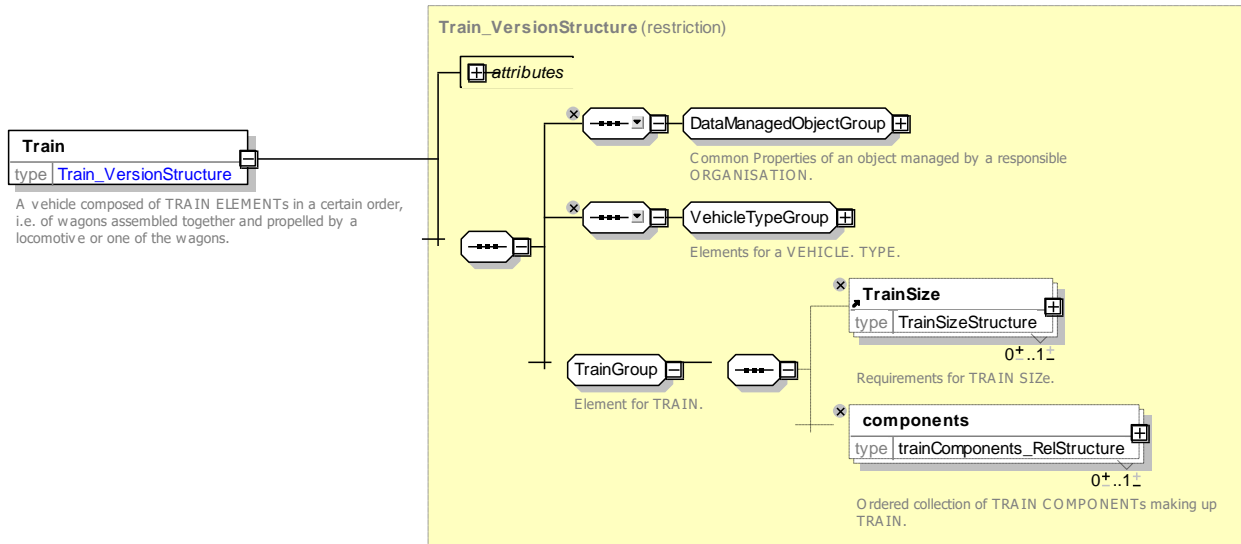 Train_VersionStructure (restriction)
attributes
DataManagedObjectGroup
Common Properties of an object managed by a responsible
ORGANISATION.
Train
type Train_VersionStructure
A vehicle composed of TRAIN ELEMENTs in a certain order,
i.e. of wagons assembled together and propelled by a
locomotive or one of the wagons.
VehicleTypeGroup
Elements for a VEHICLE. TYPE.
TrainSize
type TrainSizeStructure
0..1
Requirements for TRAIN SIZe.
TrainGroup
Element for TRAIN.
components
type trainComponents_RelStructure
0..1
Ordered collection of TRAIN COMPONENTs making up
TRAIN.